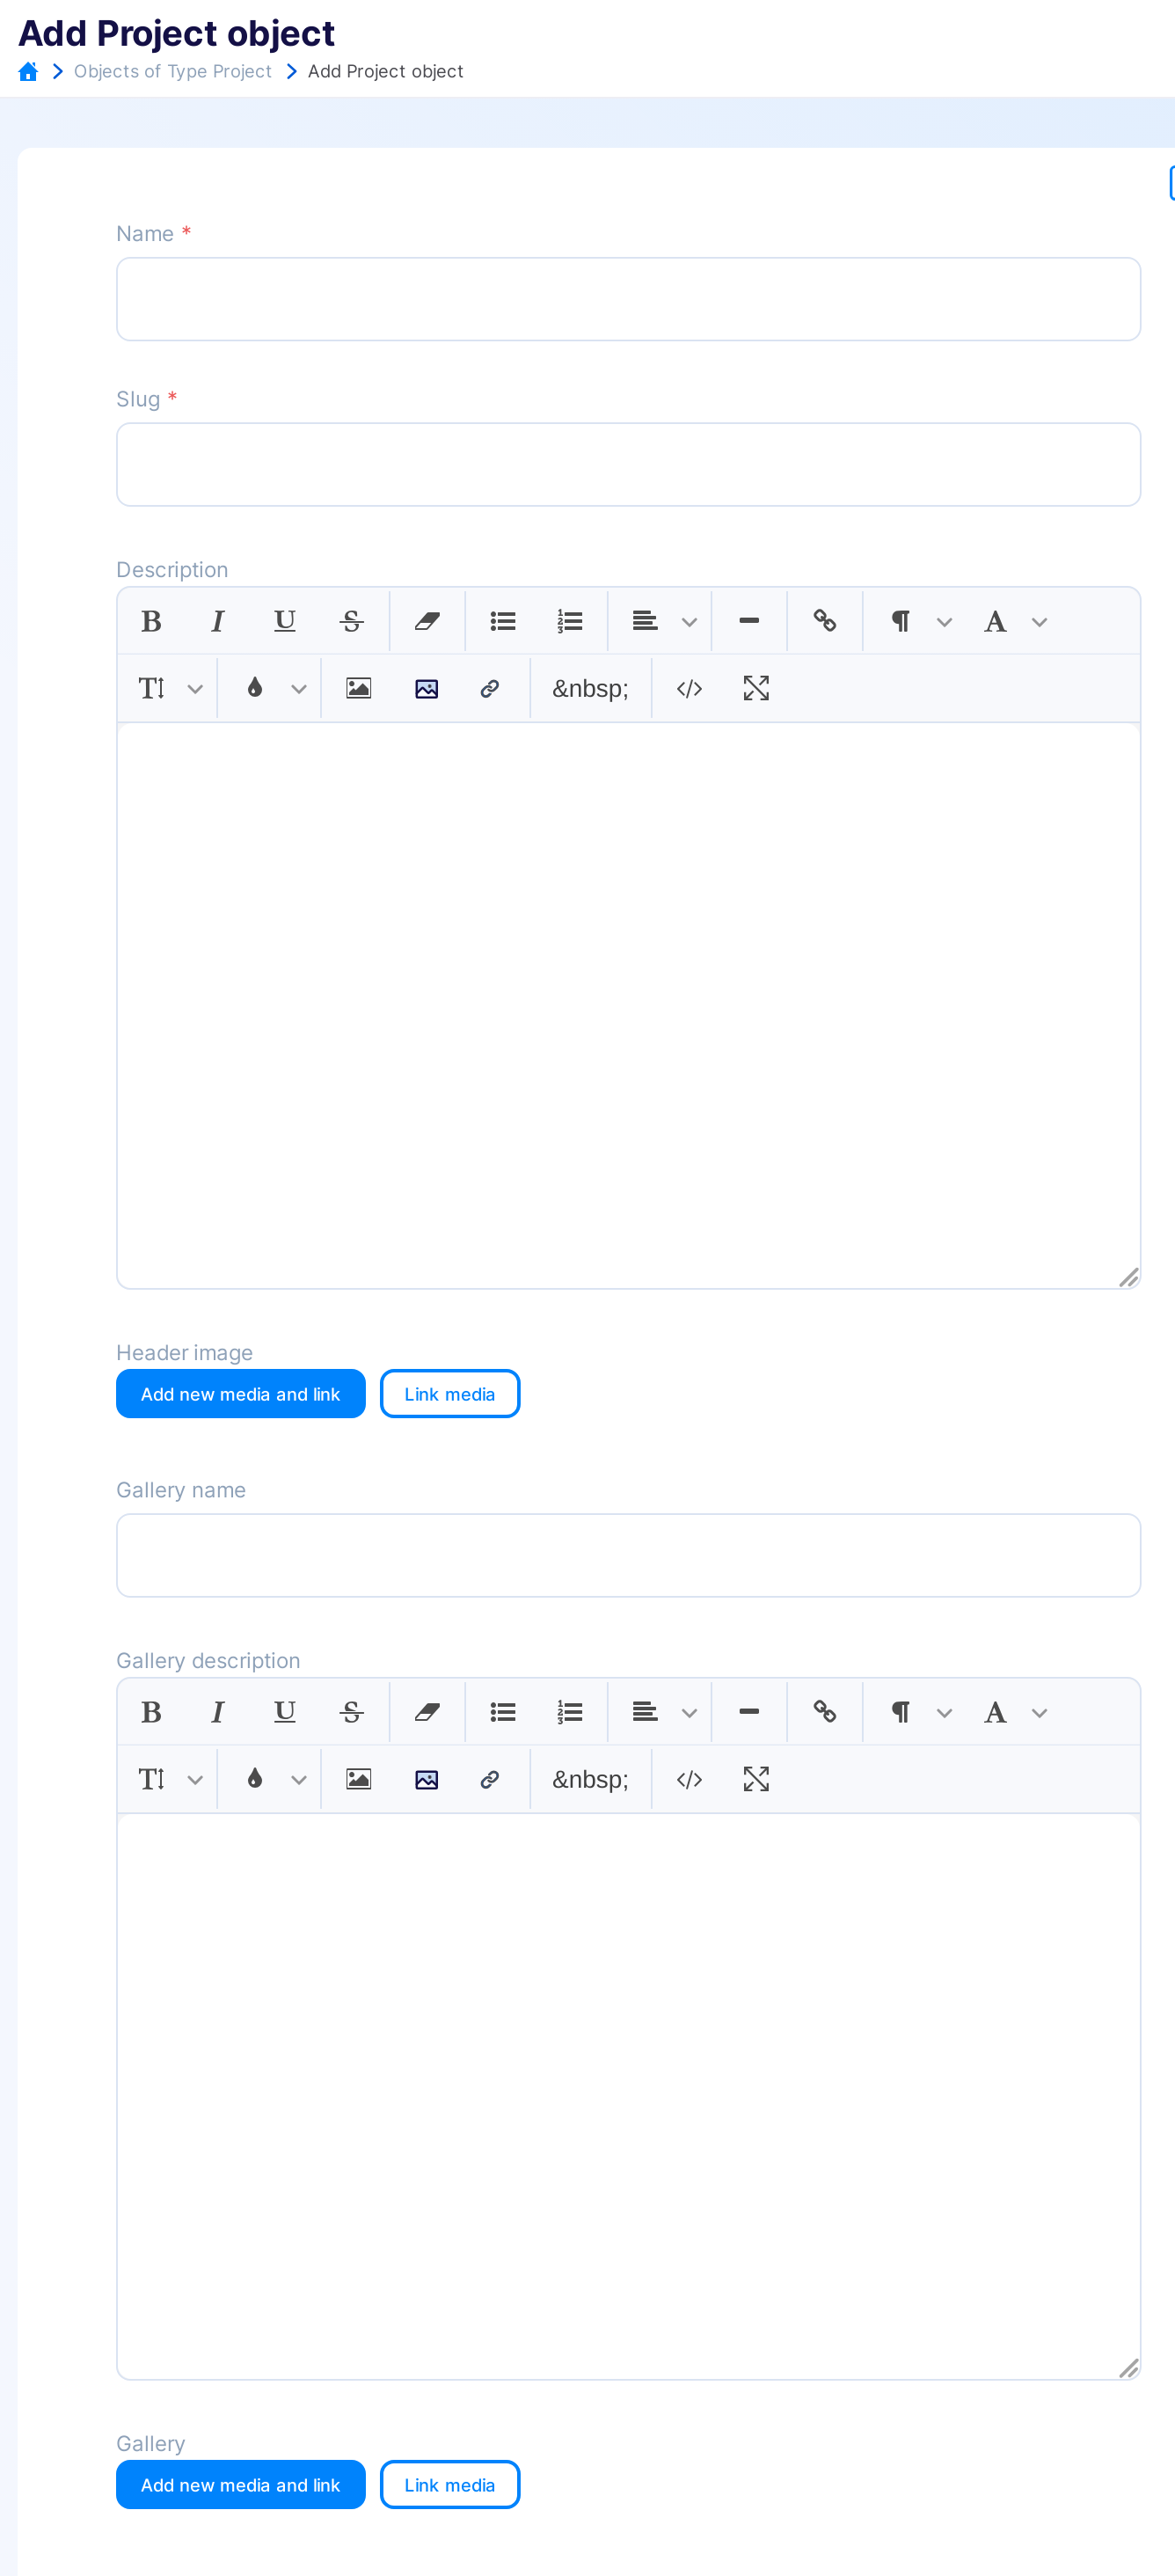 Add Project object
Objects of Type Project Add Project object
Name *
Slug *
Description
B I U S A
T &nbsp;
Header image
Add new media and link Link media
Gallery name
Gallery description
B I U S A
T &nbsp;
Gallery
Add new media and link Link media